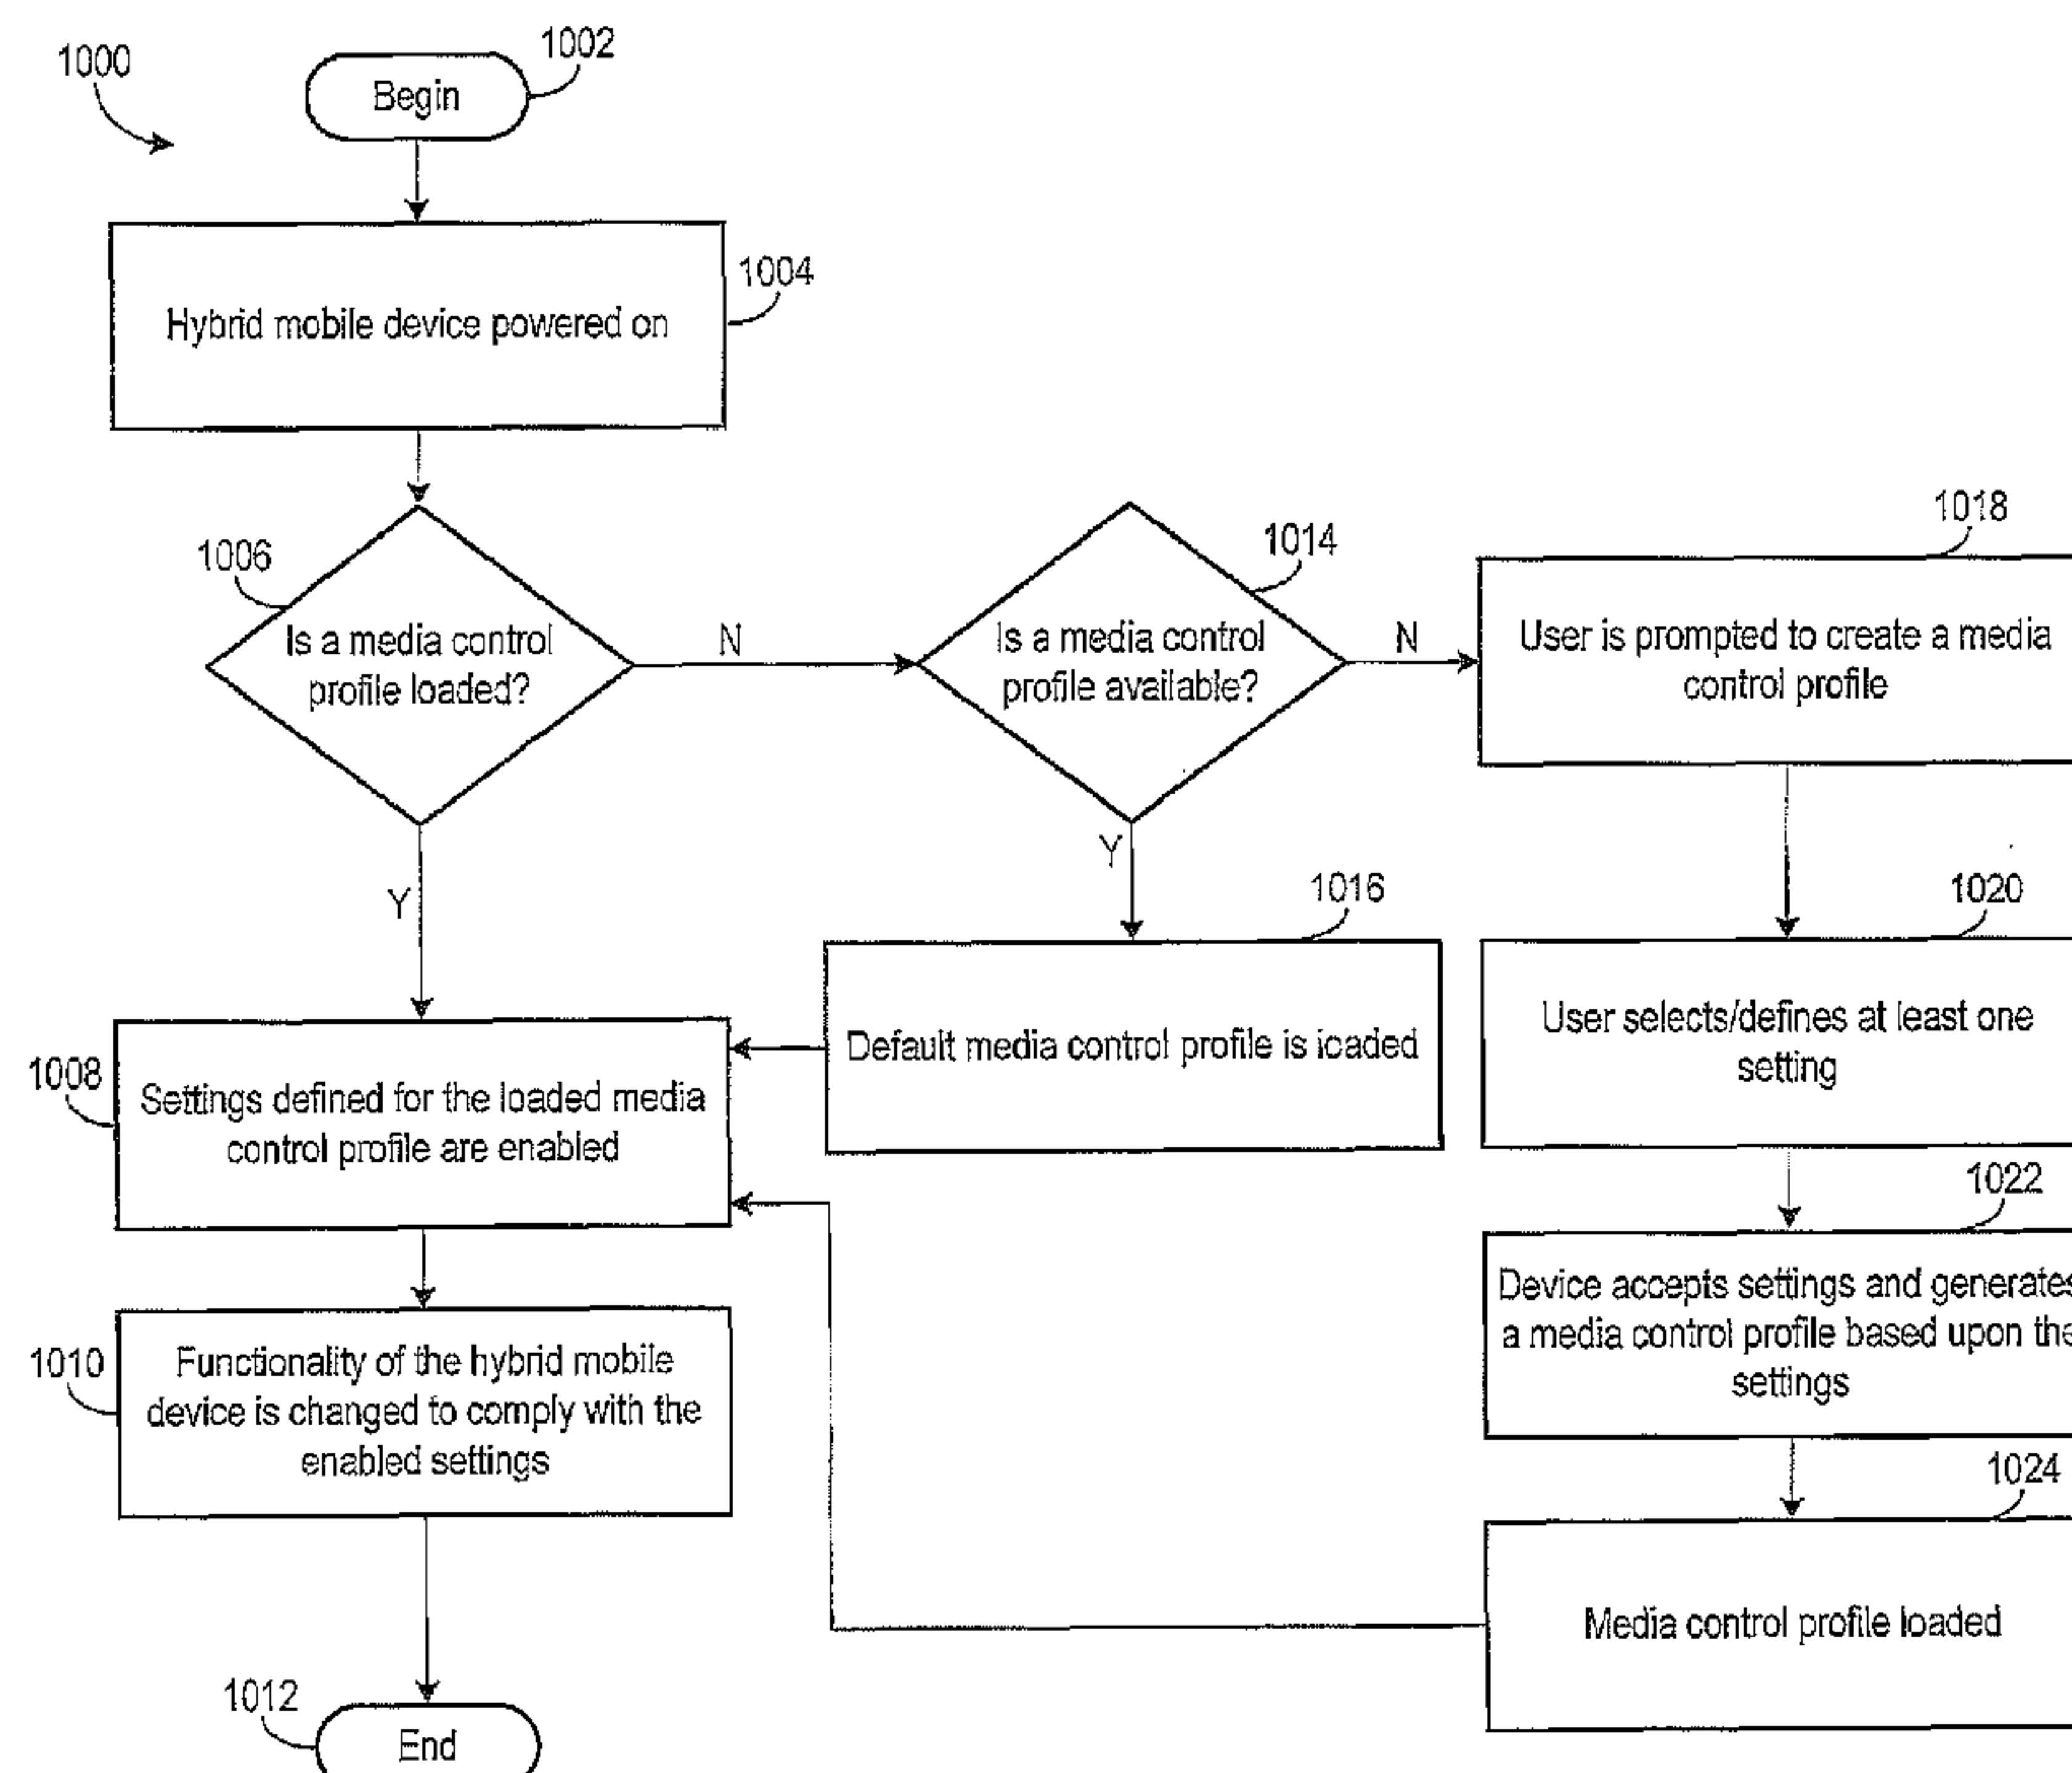 1000
Begin
1002
Hybrid mobile device powered on
1004
1006
Is a media control
profile loaded?
N
Y
1014
Is a media control
profile available?
N
Y
1018
User is prompted to create a media
control profile
1016
Default media control profile is loaded
1020
User selects/defines at least one
setting
1008
Settings defined for the loaded media
control profile are enabled
1022
Device accepts settings and generates
a media control profile based upon the
settings
1010
Functionality of the hybrid mobile
device is changed to comply with the
enabled settings
1024
Media control profile loaded
1012
End